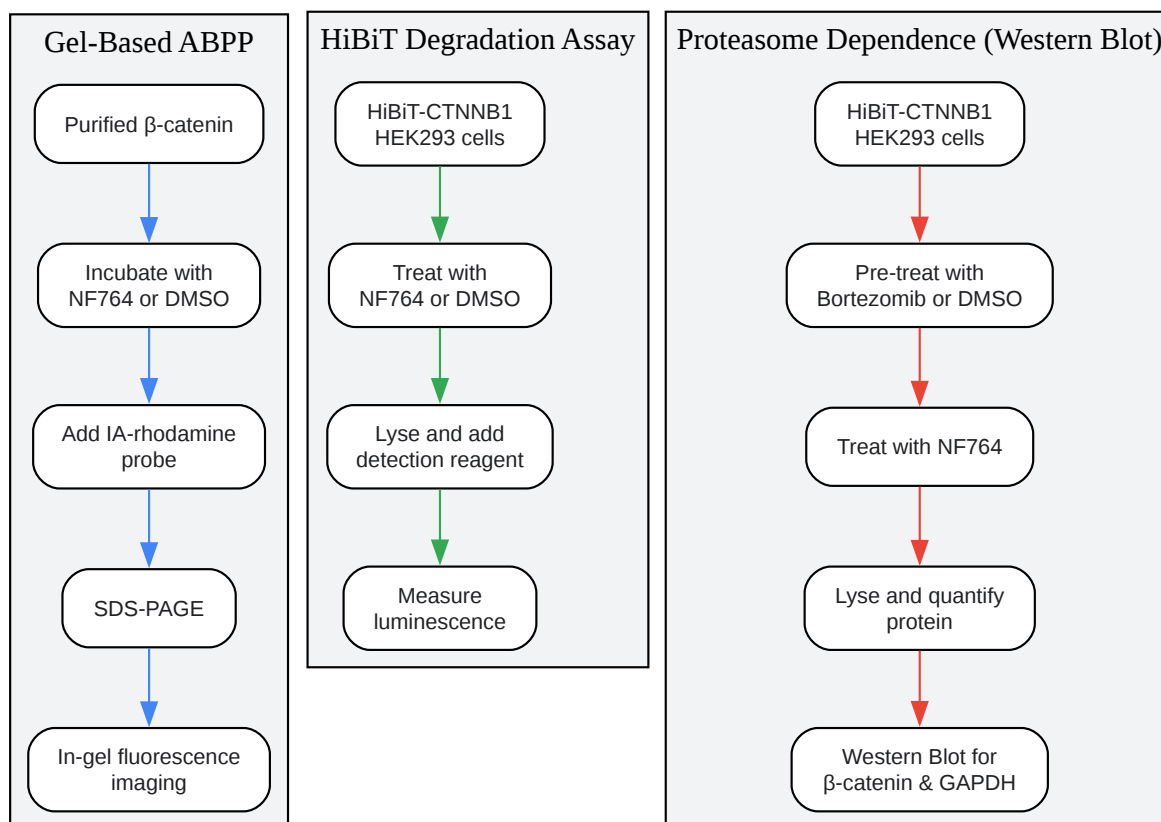 Gel-Based ABPP
Purified β-catenin
Incubate with
NF764 or DMSO
Add IA-rhodamine
probe
SDS-PAGE
In-gel fluorescence
imaging
HiBiT Degradation Assay
HiBiT-CTNNB1
HEK293 cells
Treat with
NF764 or DMSO
Lyse and add
detection reagent
Measure
luminescence
Proteasome Dependence (Western Blot)
HiBiT-CTNNB1
HEK293 cells
Pre-treat with
Bortezomib or DMSO
Treat with NF764
Lyse and quantify
protein
Western Blot for
β-catenin & GAPDH